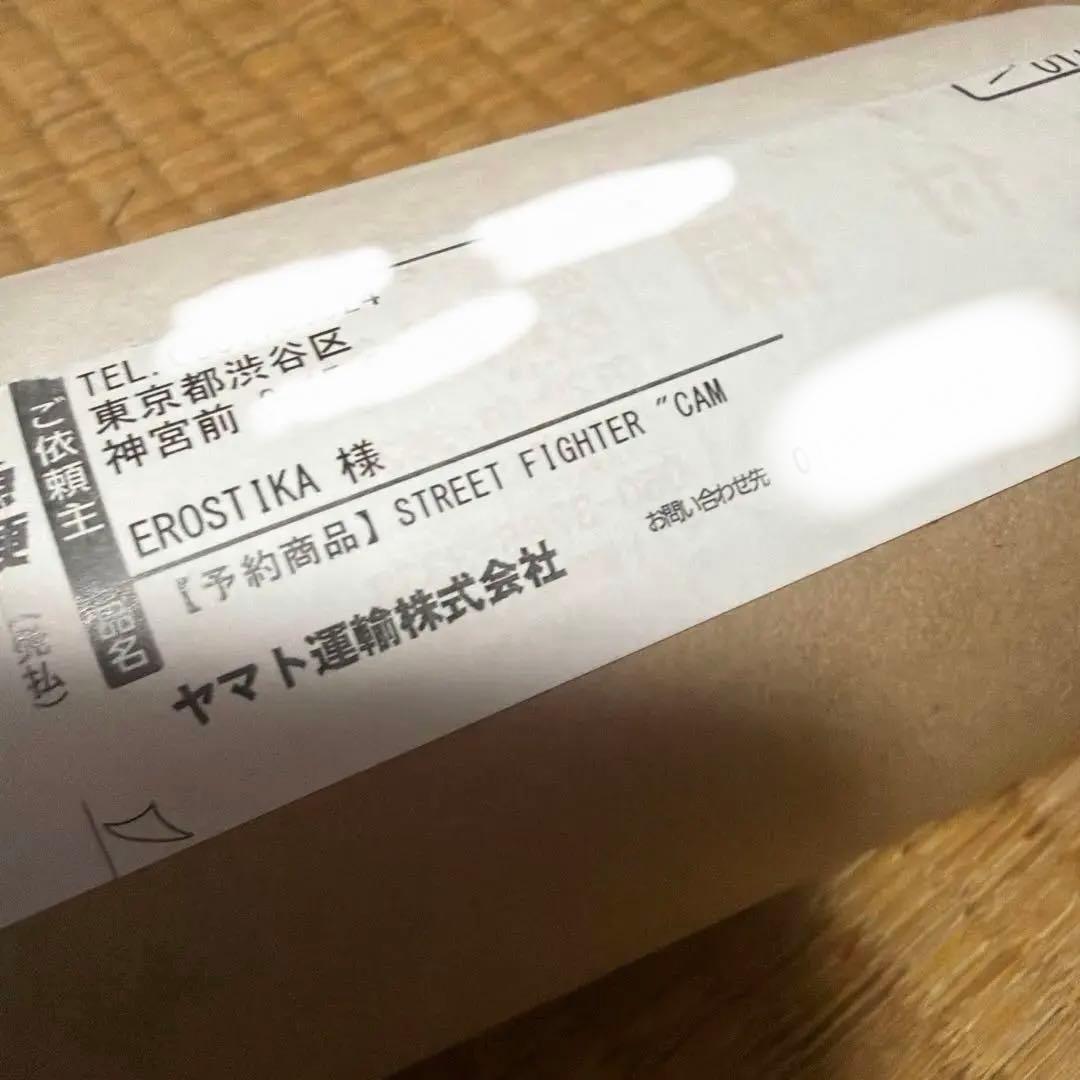 TEL.
東京都渋谷区
神宮前
ご依頼主
EROSTIKA 様
品名
【予約商品】STREET FIGHTER "CAM
ヤマト運輸株式会社
お問い合わせ先 0
払)